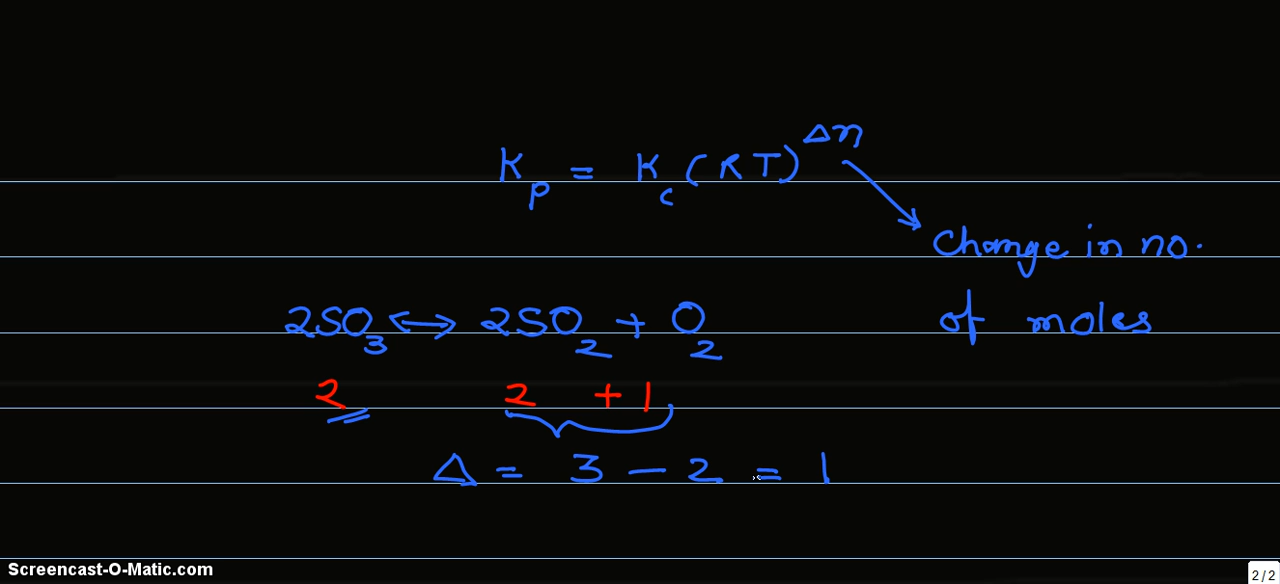 Kp = Kc (RT)^Δn
Change in no.
of moles
2SO₃ ↔ 2SO₂ + O₂
2 2 + 1
Δ = 3 − 2 = 1
Screencast-O-Matic.com
2 / 2